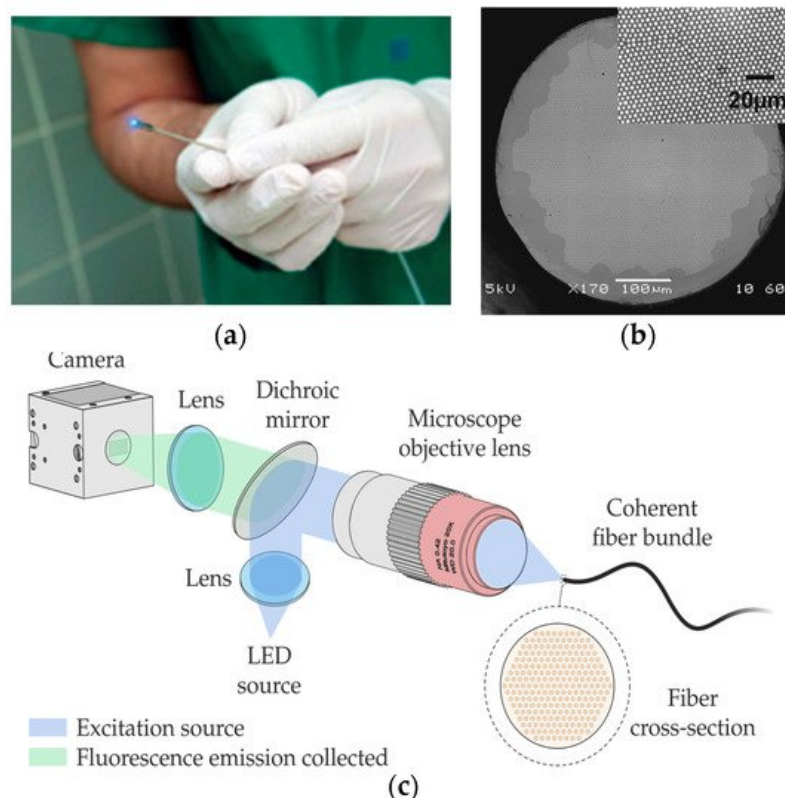 20µm
5kV X170 100µm 10 60
(a)
(b)
Camera
Lens
Dichroic
mirror
Microscope
objective lens
Coherent
fiber bundle
Lens
LED
source
Fiber
cross-section
Excitation source
Fluorescence emission collected
(c)